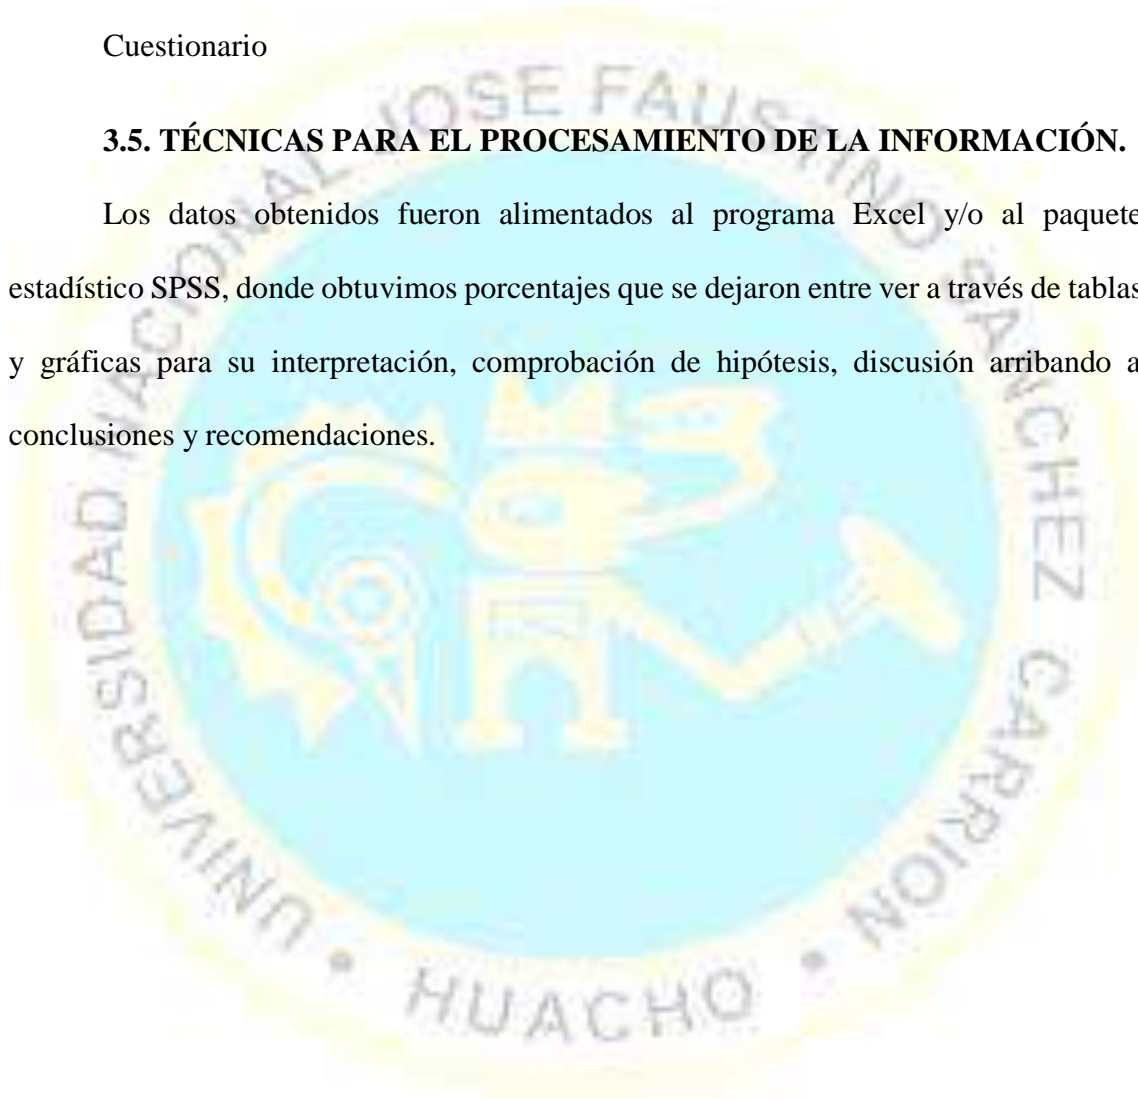 Cuestionario
3.5. TÉCNICAS PARA EL PROCESAMIENTO DE LA INFORMACIÓN.
Los datos obtenidos fueron alimentados al programa Excel y/o al paquete
estadístico SPSS, donde obtuvimos porcentajes que se dejaron entre ver a través de tablas
y gráficas para su interpretación, comprobación de hipótesis, discusión arribando a
conclusiones y recomendaciones.
UNIVERSIDAD NACIONAL JOSE FAUSTINO SANCHEZ CARRION • HUACHO •